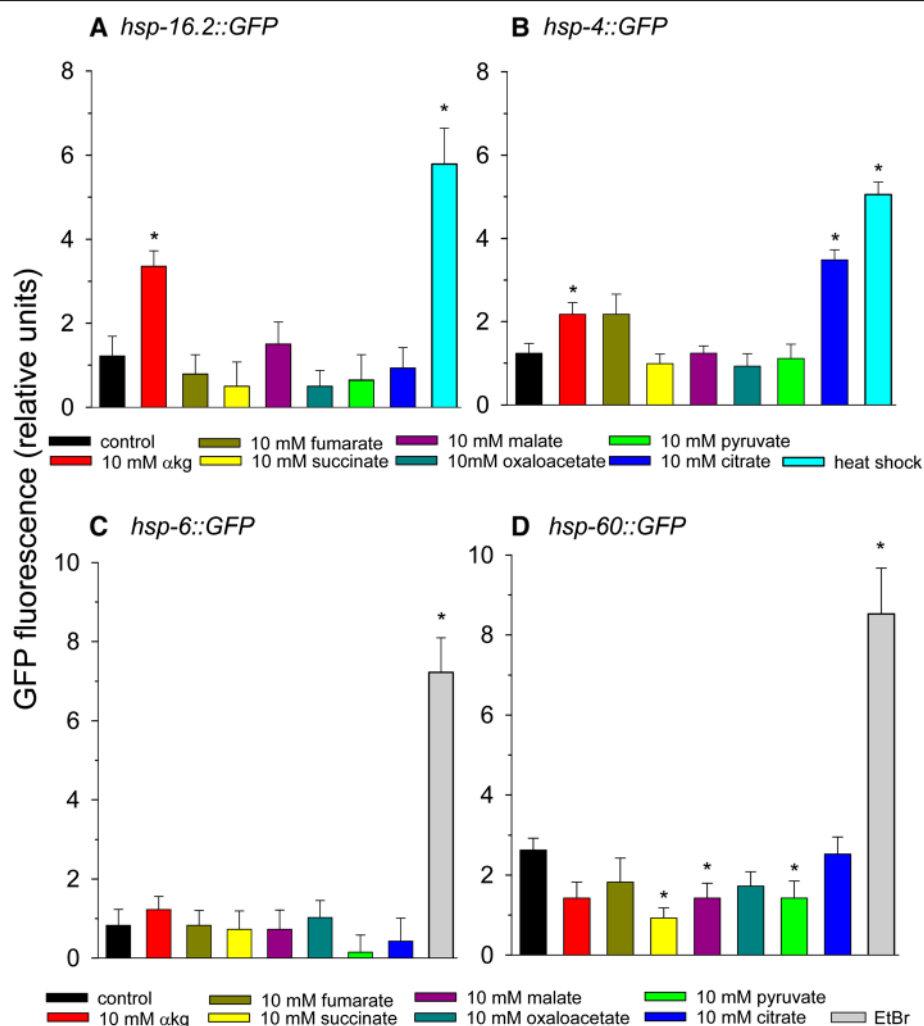 A hsp-16.2::GFP
B hsp-4::GFP
GFP fluorescence (relative units)
8
6
4
2
0
*
*
8
6
4
2
0
*
*
*
control
10 mM fumarate
10 mM malate
10 mM pyruvate
10 mM αkg
10 mM succinate
10mM oxaloacetate
10 mM citrate
heat shock
C hsp-6::GFP
D hsp-60::GFP
10
8
6
4
2
0
*
10
8
6
4
2
0
*
*
*
*
control
10 mM fumarate
10 mM malate
10 mM pyruvate
10 mM αkg
10 mM succinate
10 mM oxaloacetate
10 mM citrate
EtBr